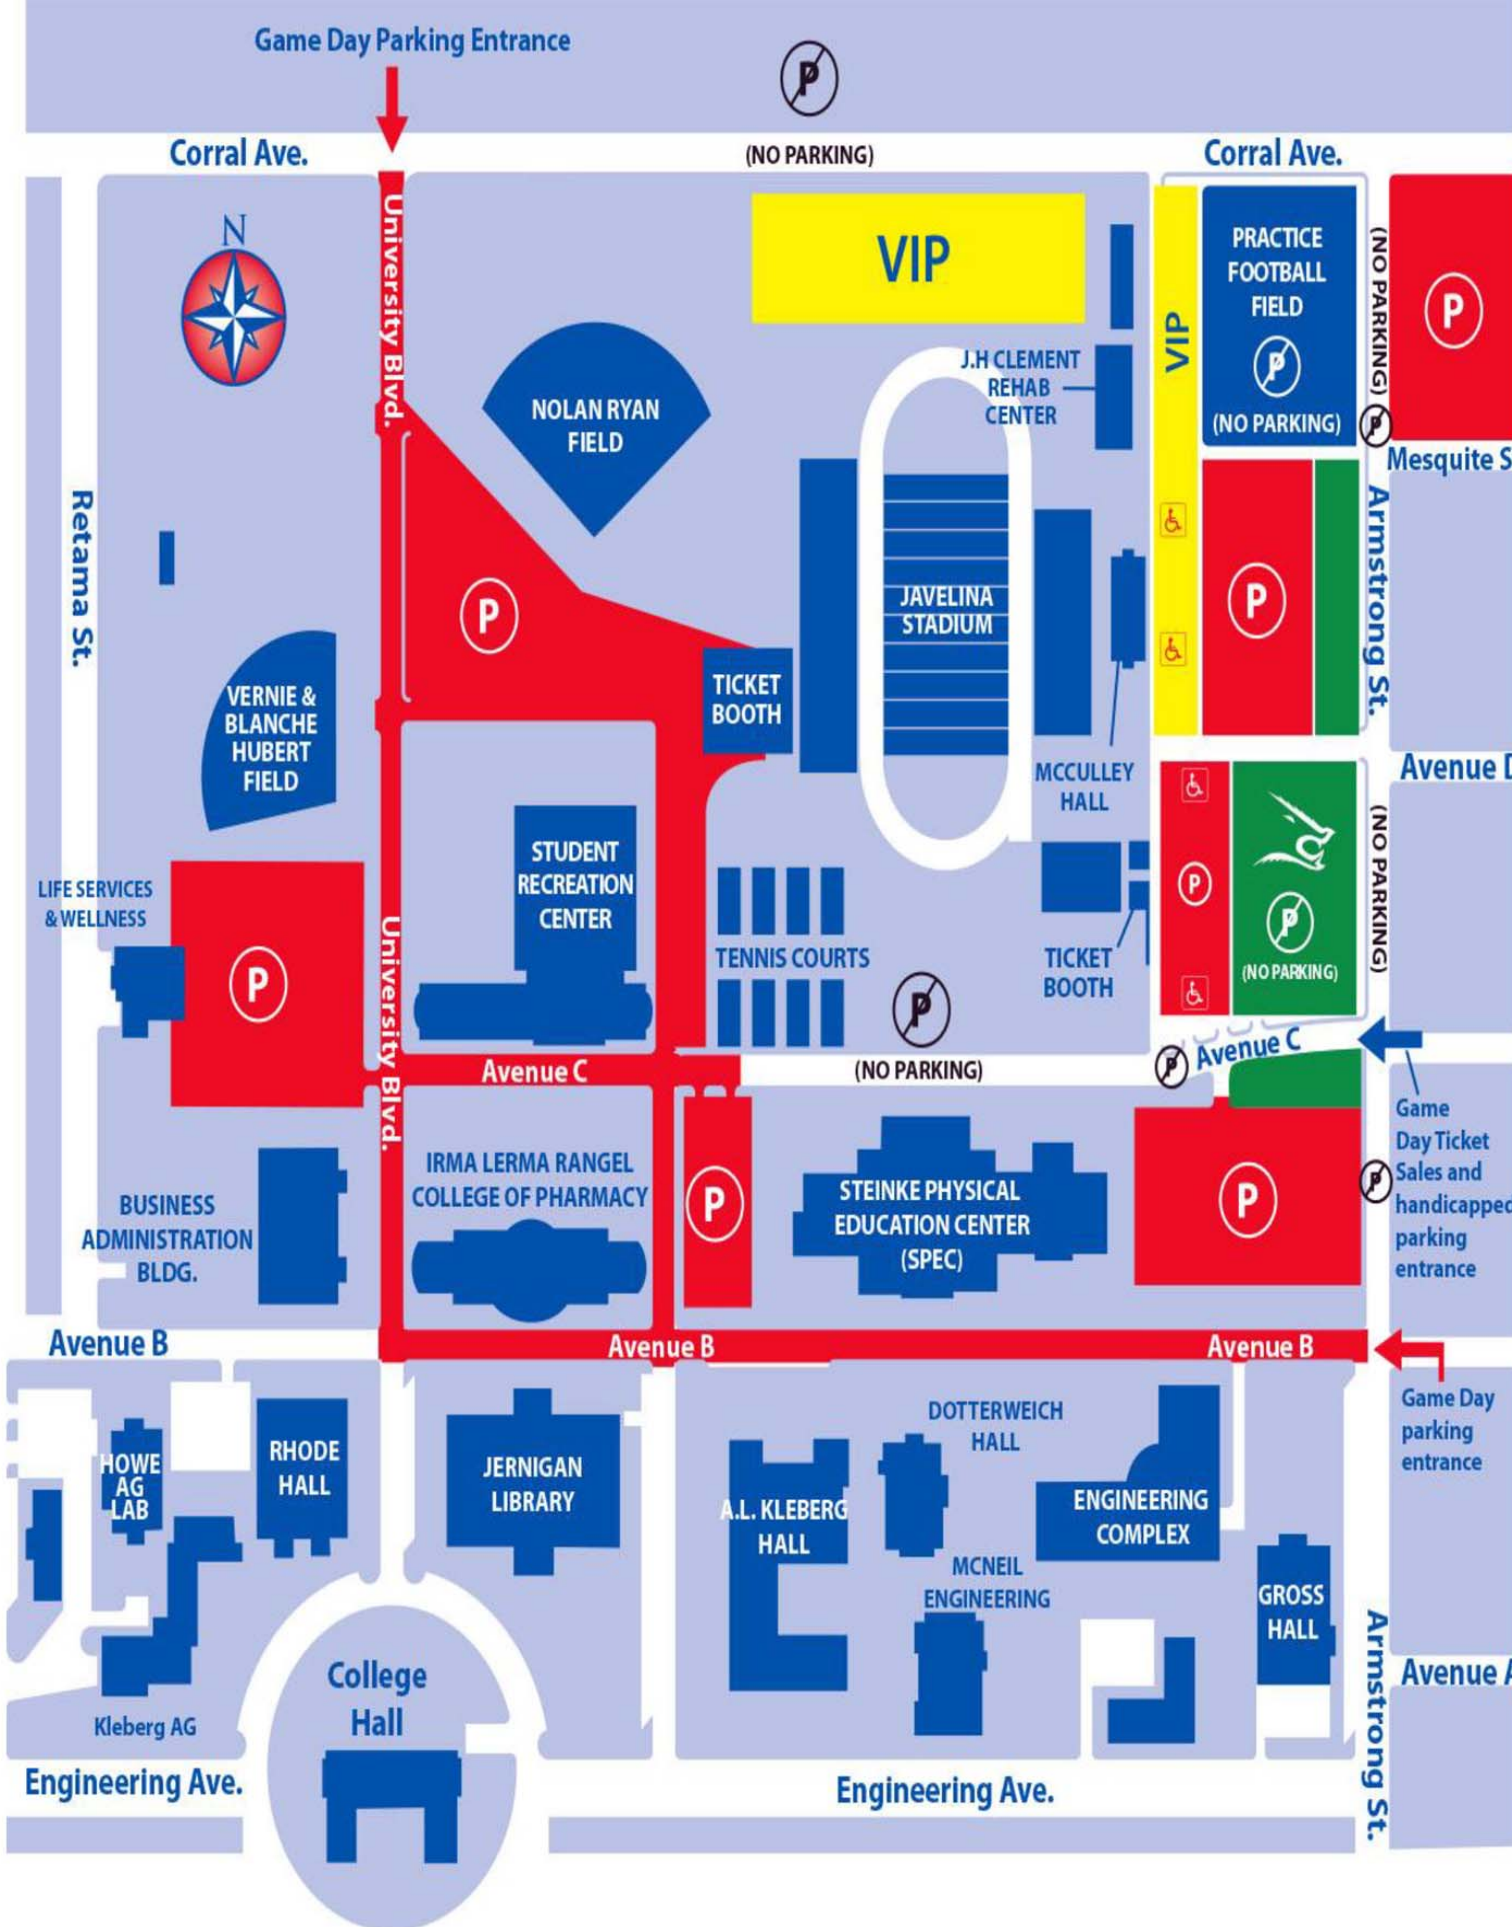 Game Day Parking Entrance
P
Corral Ave.
(NO PARKING)
Corral Ave.
N
University Blvd.
VIP
VIP
PRACTICE
FOOTBALL
FIELD
P
(NO PARKING)
(NO PARKING)
P
P
Mesquite S
J.H CLEMENT
REHAB
CENTER
NOLAN RYAN
FIELD
Retama St.
P
JAVELINA
STADIUM
P
Armstrong St.
TICKET
BOOTH
VERNIE &
BLANCHE
HUBERT
FIELD
MCCULLEY
HALL
Avenue D
STUDENT
RECREATION
CENTER
LIFE SERVICES
& WELLNESS
P
University Blvd.
TENNIS COURTS
TICKET
BOOTH
P
P
(NO PARKING)
(NO PARKING)
P
Avenue C
(NO PARKING)
P
Avenue C
Game
Day Ticket
Sales and
handicapped
parking
entrance
P
BUSINESS
ADMINISTRATION
BLDG.
IRMA LERMA RANGEL
COLLEGE OF PHARMACY
P
STEINKE PHYSICAL
EDUCATION CENTER
(SPEC)
P
Avenue B
Avenue B
Avenue B
Game Day
parking
entrance
HOWE
AG
LAB
RHODE
HALL
JERNIGAN
LIBRARY
A.L. KLEBERG
HALL
DOTTERWEICH
HALL
ENGINEERING
COMPLEX
MCNEIL
ENGINEERING
GROSS
HALL
Armstrong St.
Avenue A
College
Hall
Kleberg AG
Engineering Ave.
Engineering Ave.